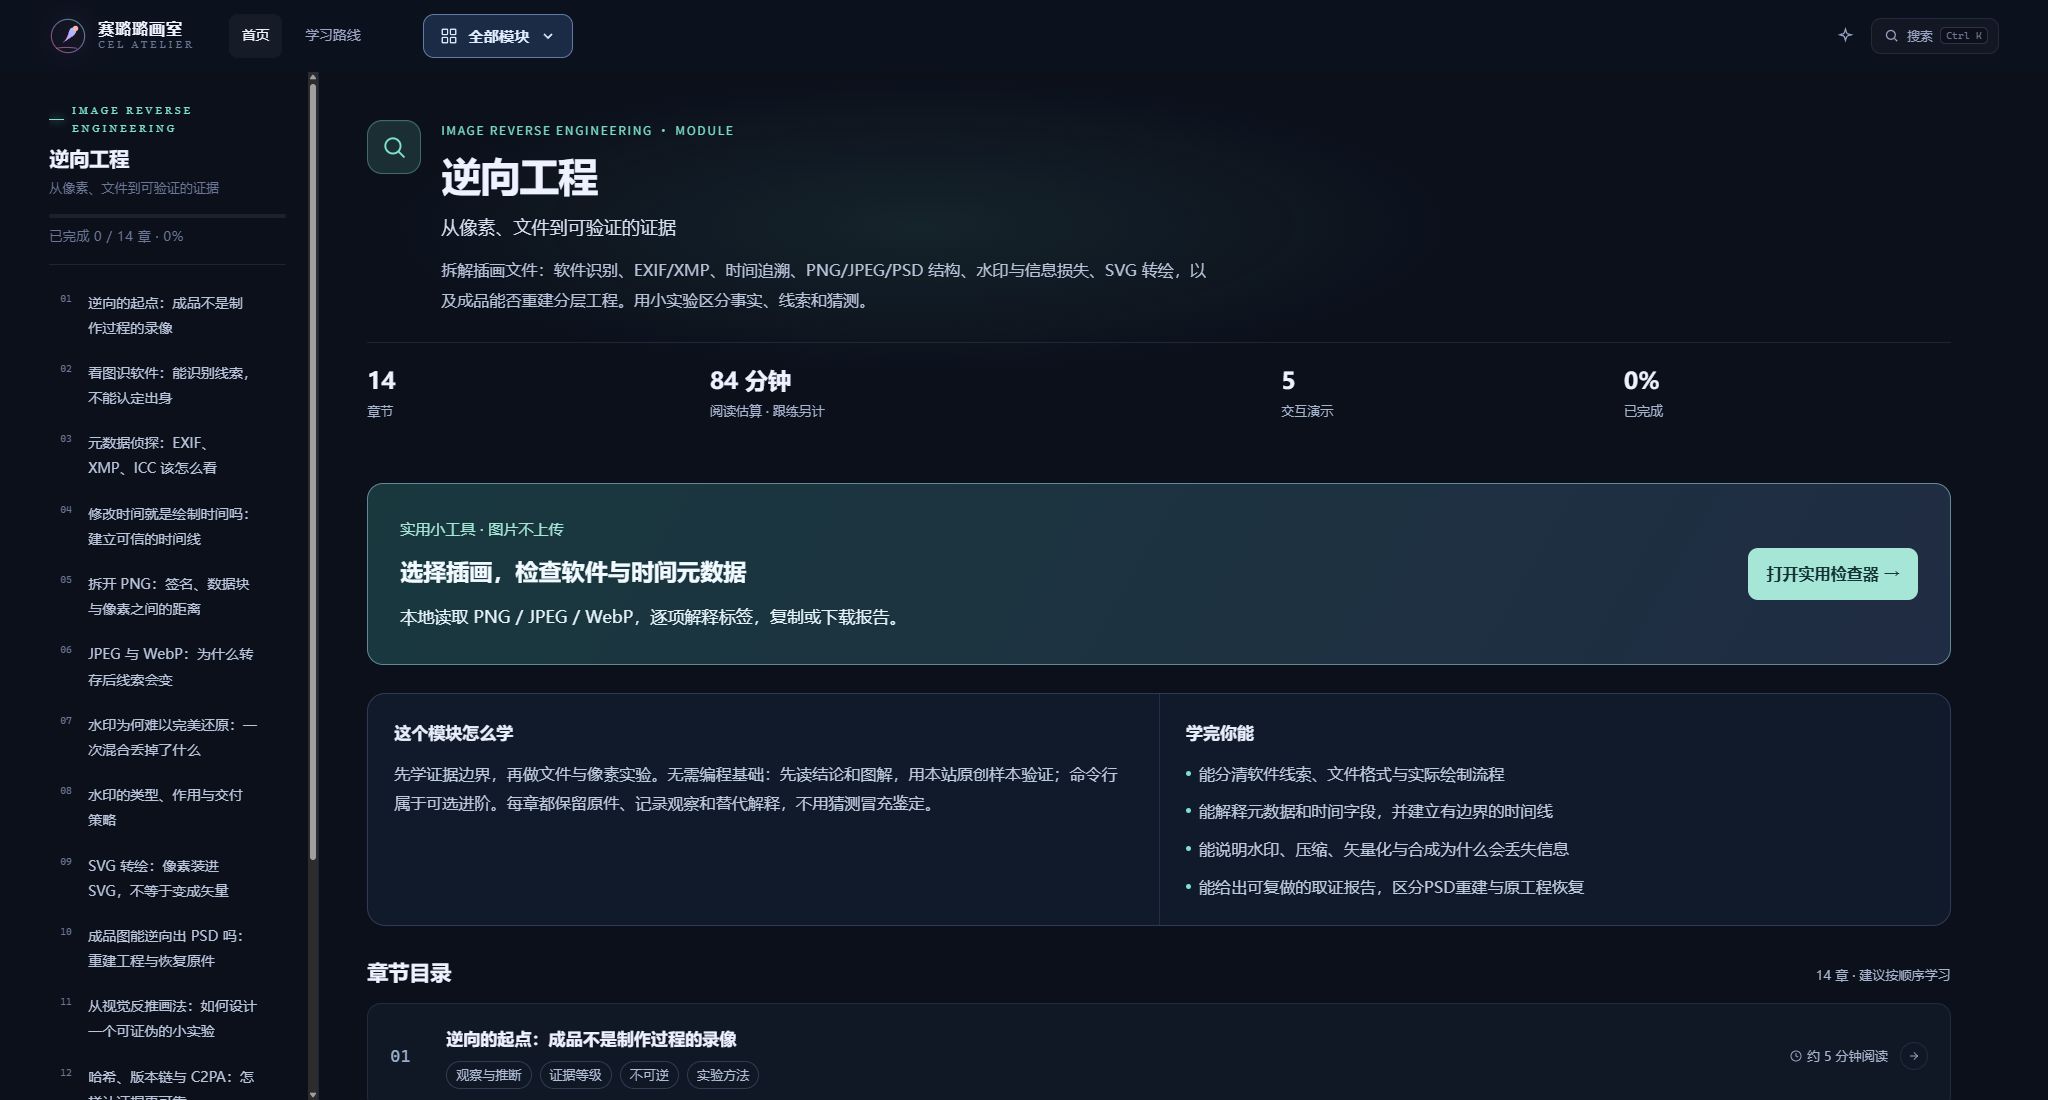 赛璐璐画室
CEL ATELIER
首页
学习路线
全部模块
搜索
Ctrl K
IMAGE REVERSE
ENGINEERING
逆向工程
从像素、文件到可验证的证据
已完成 0 / 14 章 · 0%
01
逆向的起点：成品不是制
作过程的录像
02
看图识软件：能识别线索，
不能认定出身
03
元数据侦探：EXIF、
XMP、ICC 该怎么看
04
修改时间就是绘制时间吗：
建立可信的时间线
05
拆开 PNG：签名、数据块
与像素之间的距离
06
JPEG 与 WebP：为什么转
存后线索会变
07
水印为何难以完美还原：一
次混合丢掉了什么
08
水印的类型、作用与交付
策略
09
SVG 转绘：像素装进
SVG，不等于变成矢量
10
成品图能逆向出 PSD 吗：
重建工程与恢复原件
11
从视觉反推画法：如何设计
一个可证伪的小实验
12
哈希、版本链与 C2PA：怎
IMAGE REVERSE ENGINEERING • MODULE
逆向工程
从像素、文件到可验证的证据
拆解插画文件：软件识别、EXIF/XMP、时间追溯、PNG/JPEG/PSD 结构、水印与信息损失、SVG 转绘，以
及成品能否重建分层工程。用小实验区分事实、线索和猜测。
14
章节
84 分钟
阅读估算 · 跟练另计
5
交互演示
0%
已完成
实用小工具 · 图片不上传
选择插画，检查软件与时间元数据
本地读取 PNG / JPEG / WebP，逐项解释标签，复制或下载报告。
打开实用检查器 →
这个模块怎么学
先学证据边界，再做文件与像素实验。无需编程基础：先读结论和图解，用本站原创样本验证；命令行
属于可选进阶。每章都保留原件、记录观察和替代解释，不用猜测冒充鉴定。
学完你能
• 能分清软件线索、文件格式与实际绘制流程
• 能解释元数据和时间字段，并建立有边界的时间线
• 能说明水印、压缩、矢量化与合成为什么会丢失信息
• 能给出可复做的取证报告，区分PSD重建与原工程恢复
章节目录
14 章 · 建议按顺序学习
01
逆向的起点：成品不是制作过程的录像
观察与推断
证据等级
不可逆
实验方法
约 5 分钟阅读
→